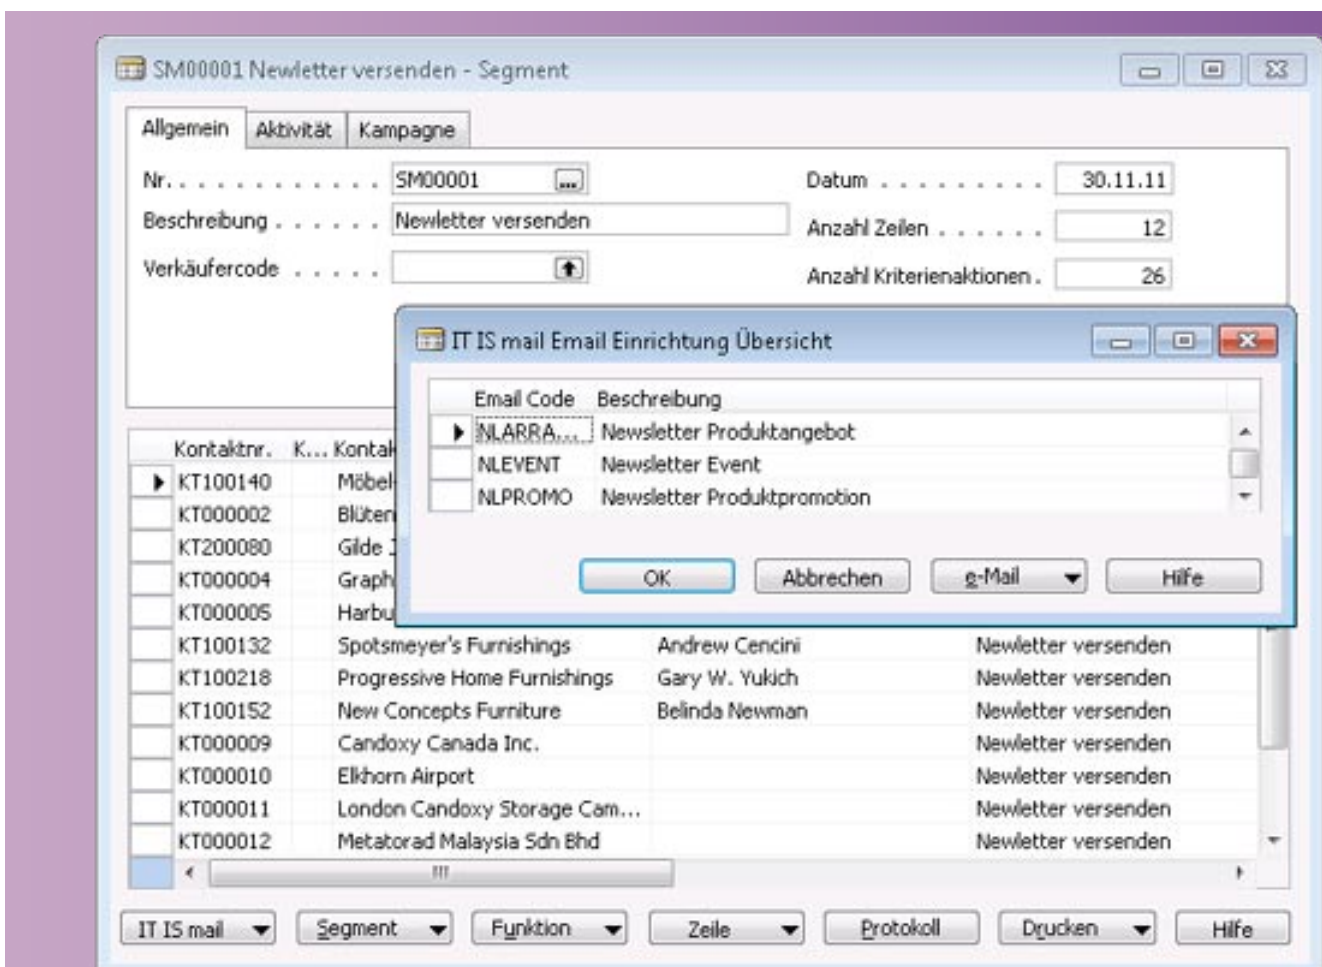 SM00001 Newletter versenden - Segment
Allgemein Aktivität Kampagne
Nr. . . . . . . . . . . . . SM00001 ... Datum . . . . . . . . . 30.11.11
Beschreibung . . . . . . Newletter versenden Anzahl Zeilen . . . . . . 12
Verkäufercode . . . . . Anzahl Kriterienaktionen . 26
IT IS mail Email Einrichtung Übersicht
Email Code Beschreibung
NLARRA... Newsletter Produktangebot
NLEVENT Newsletter Event
NLPROMO Newsletter Produktpromotion
OK Abbrechen e-Mail Hilfe
Kontaktnr. K...
KT100140
KT000002
KT200080 Gilde
KT000004
KT000005
KT100132 Spotsmeyer's Furnishings Andrew Cencini Newletter versenden
KT100218 Progressive Home Furnishings Gary W. Yukich Newletter versenden
KT100152 New Concepts Furniture Belinda Newman Newletter versenden
KT000009 Candoxy Canada Inc. Newletter versenden
KT000010 Elkhorn Airport Newletter versenden
KT000011 London Candoxy Storage Cam... Newletter versenden
KT000012 Metatorad Malaysia Sdn Bhd Newletter versenden
IT IS mail Segment Funktion Zeile Protokoll Drucken Hilfe